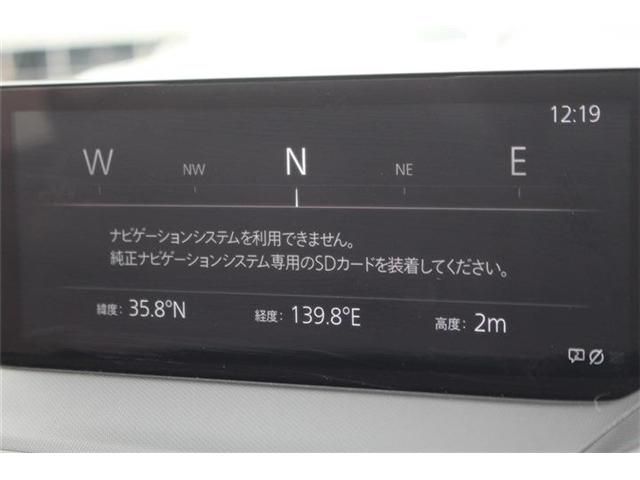 12:19
W NW N NE E
ナビゲーションシステムを利用できません。
純正ナビゲーションシステム専用のSDカードを装着してください。
緯度: 35.8°N 経度: 139.8°E 高度: 2m